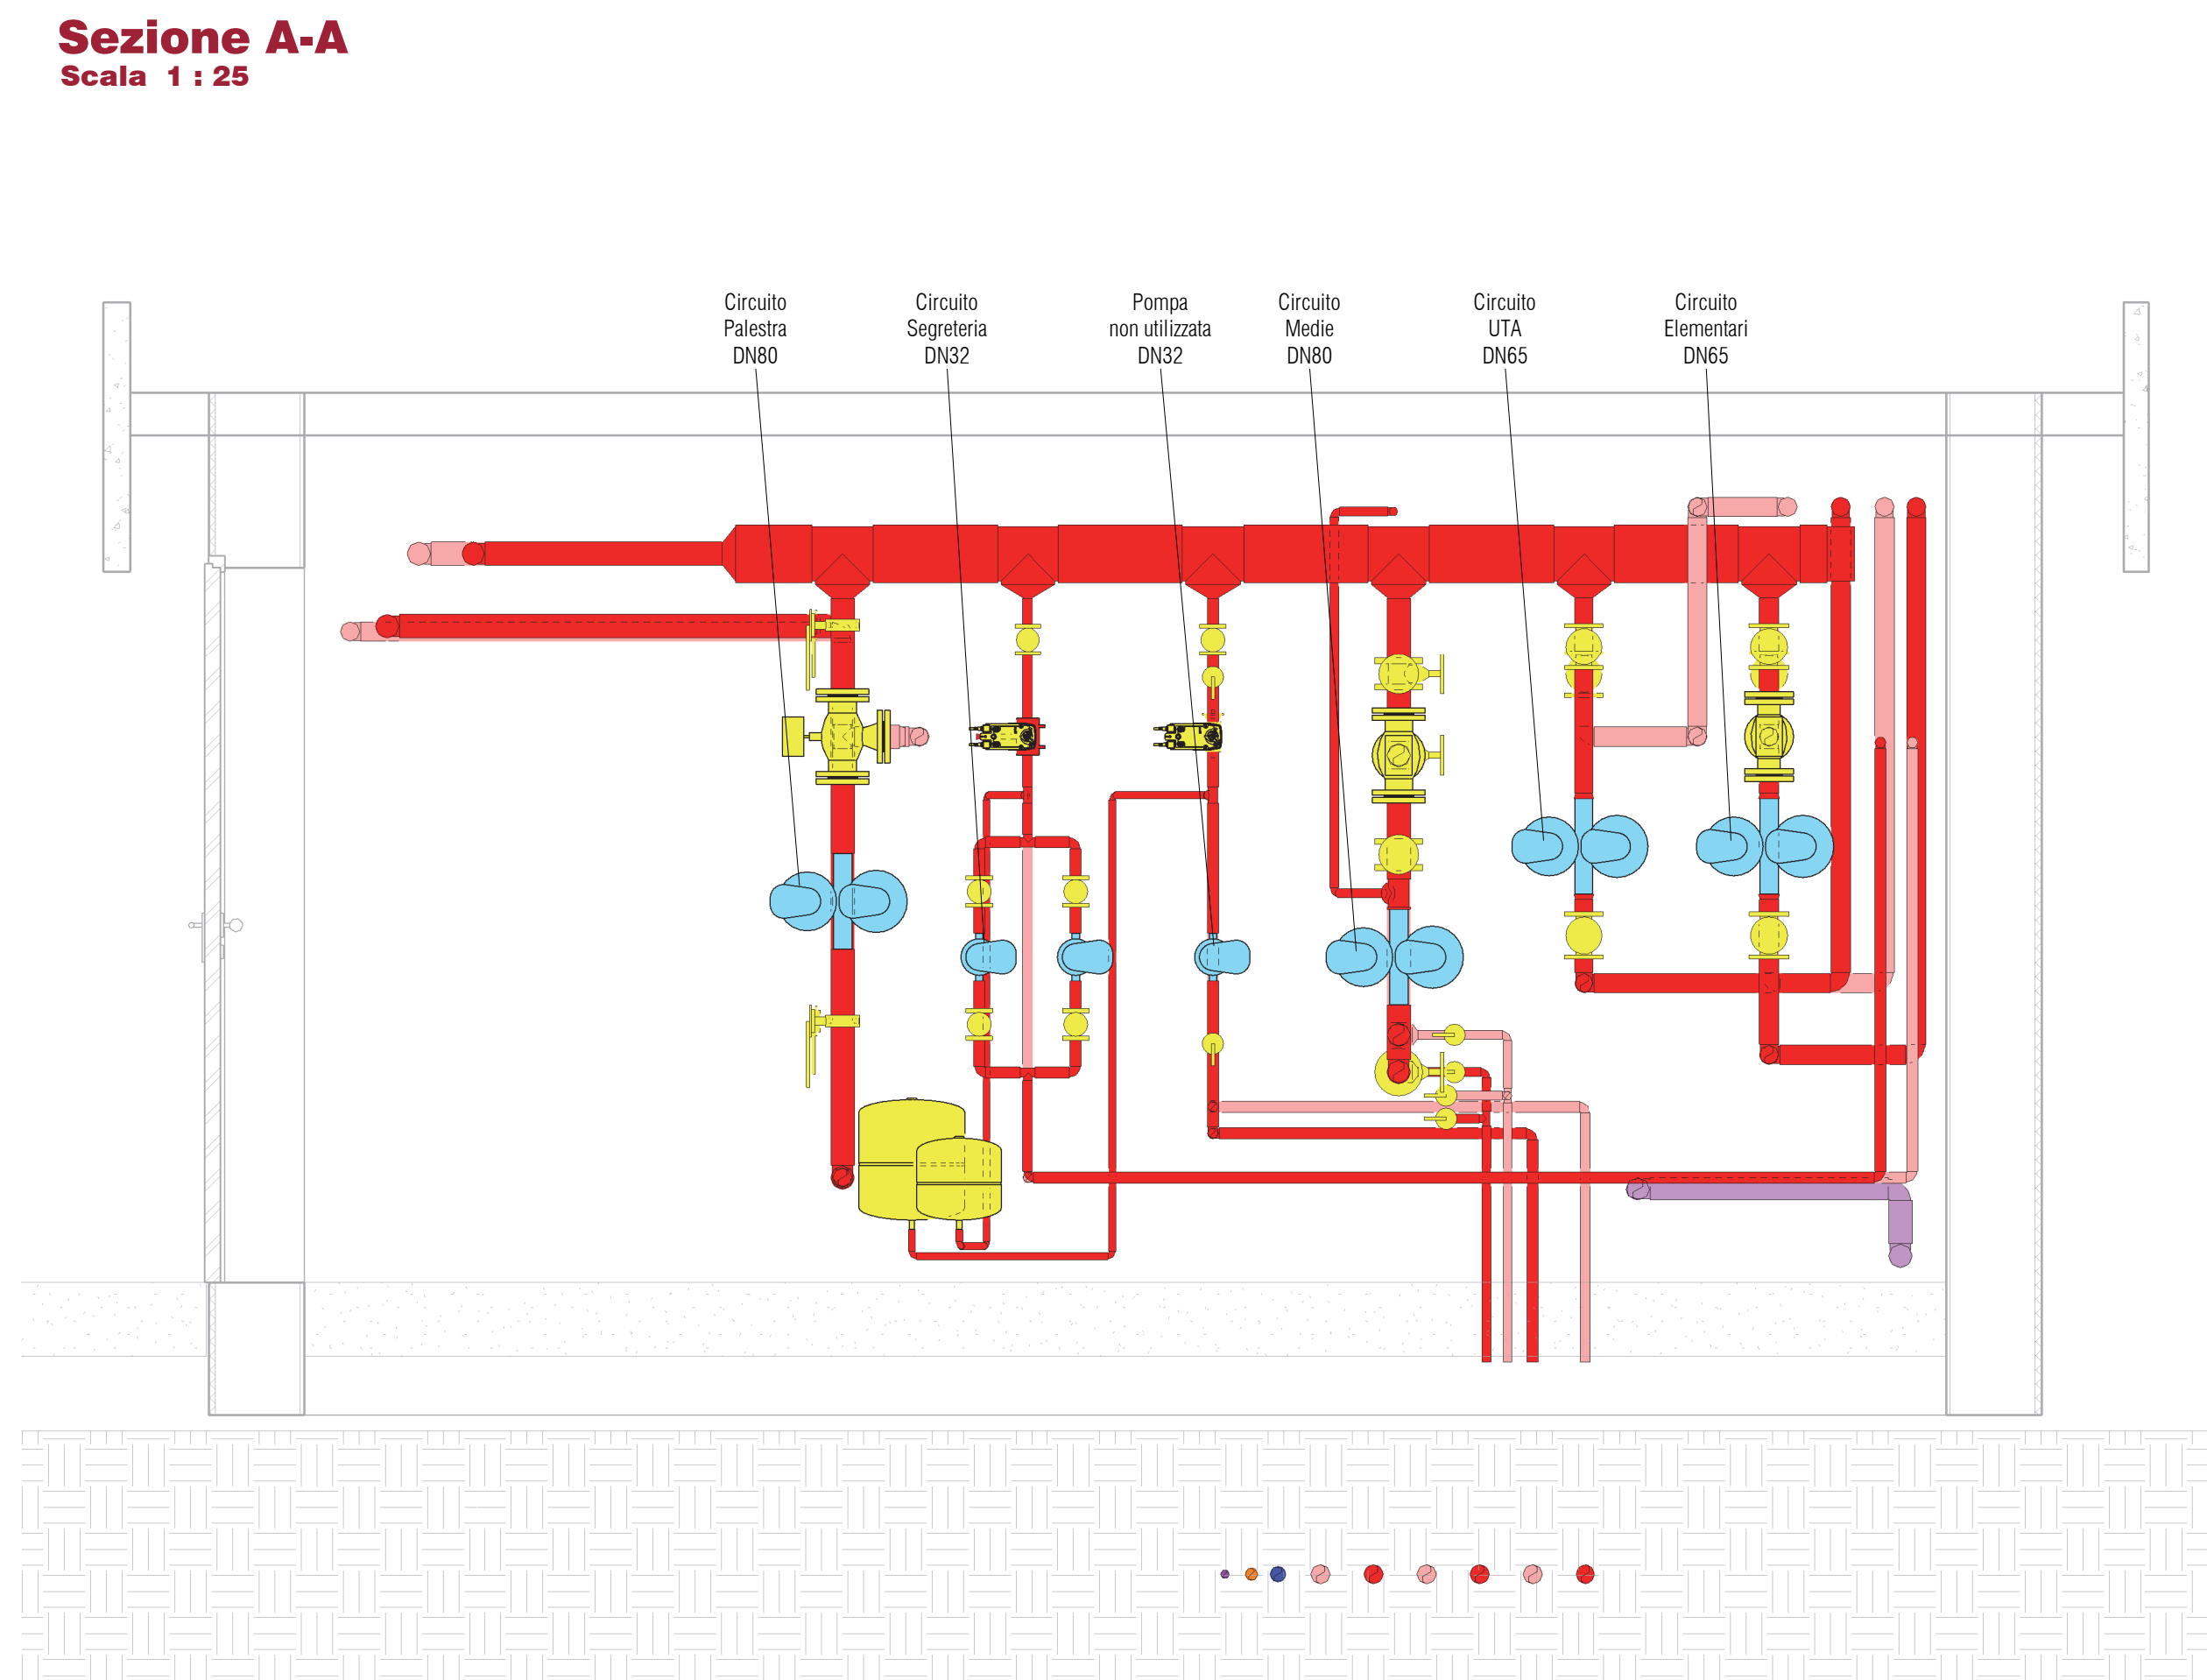 Sezione A-A
Scala 1 : 25
Circuito
Palestra
DN80
Circuito
Segreteria
DN32
Pompa
non utilizzata
DN32
Circuito
Medie
DN80
Circuito
UTA
DN65
Circuito
Elementari
DN65